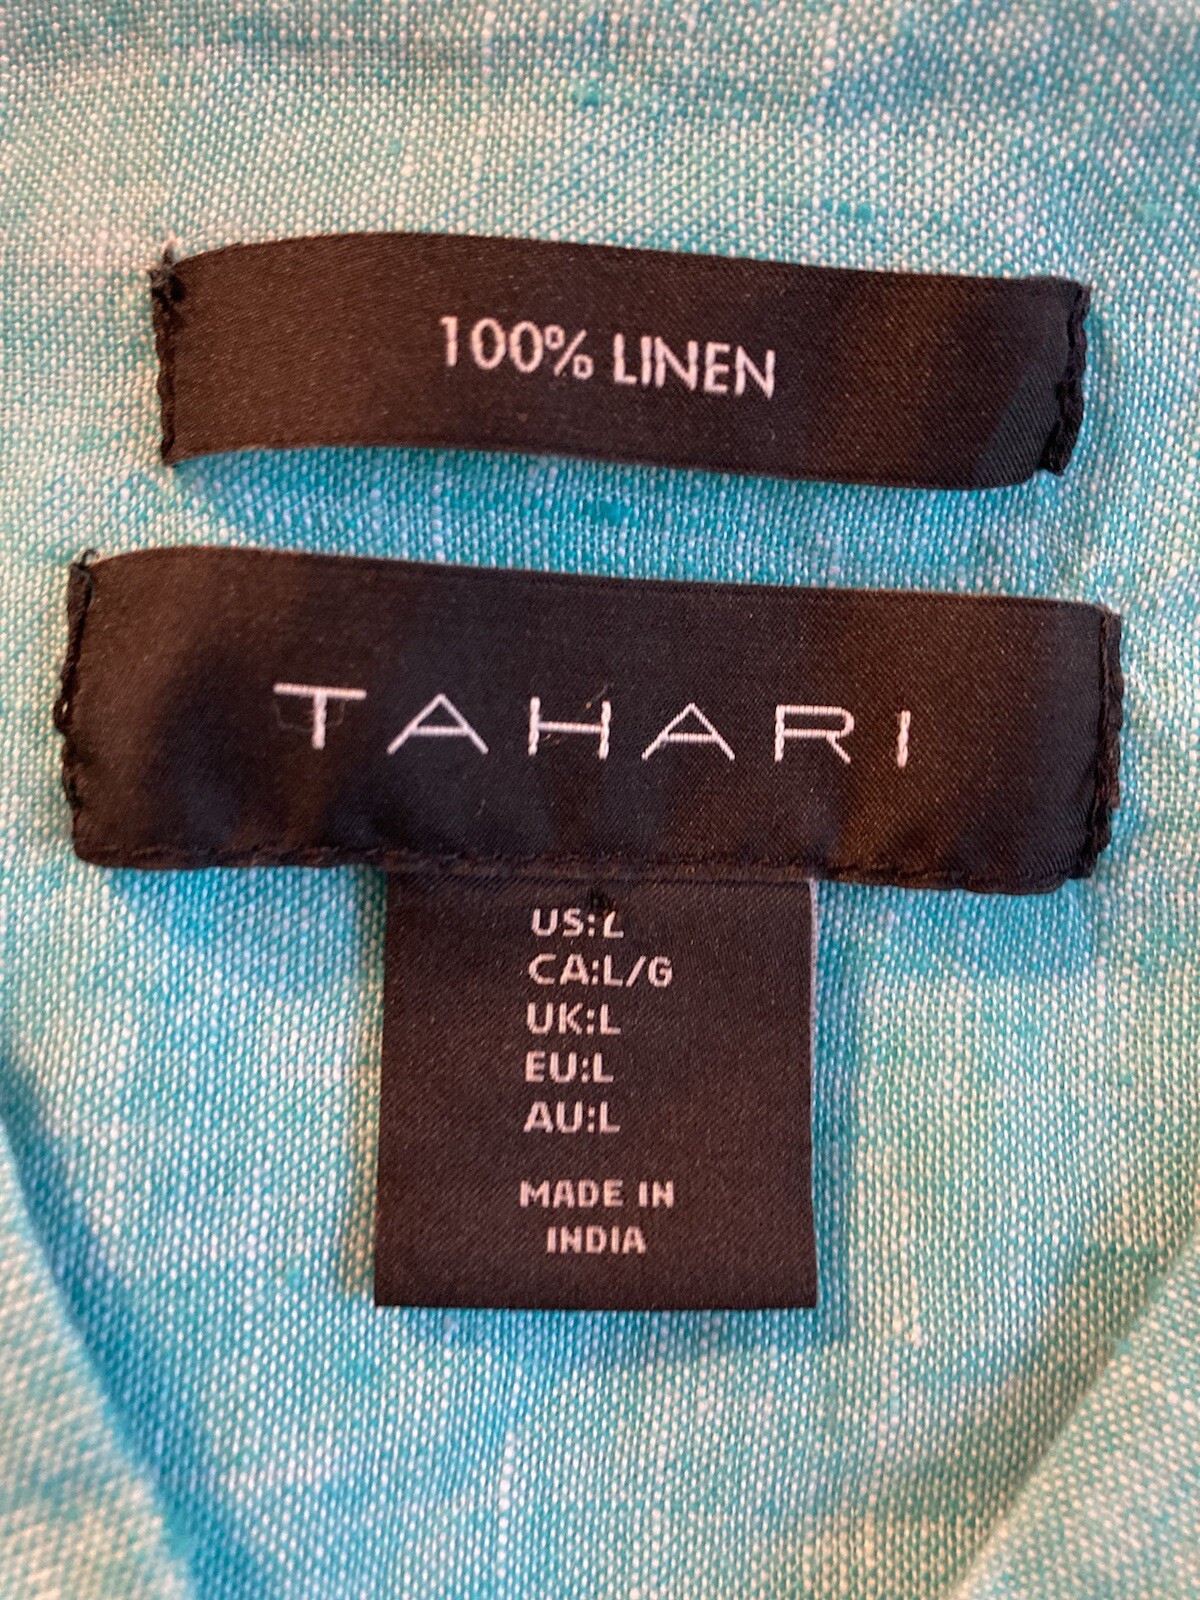 100% LINEN
TAHARI
US:L
CA:L/G
UK:L
EU:L
AU:L
MADE IN
INDIA